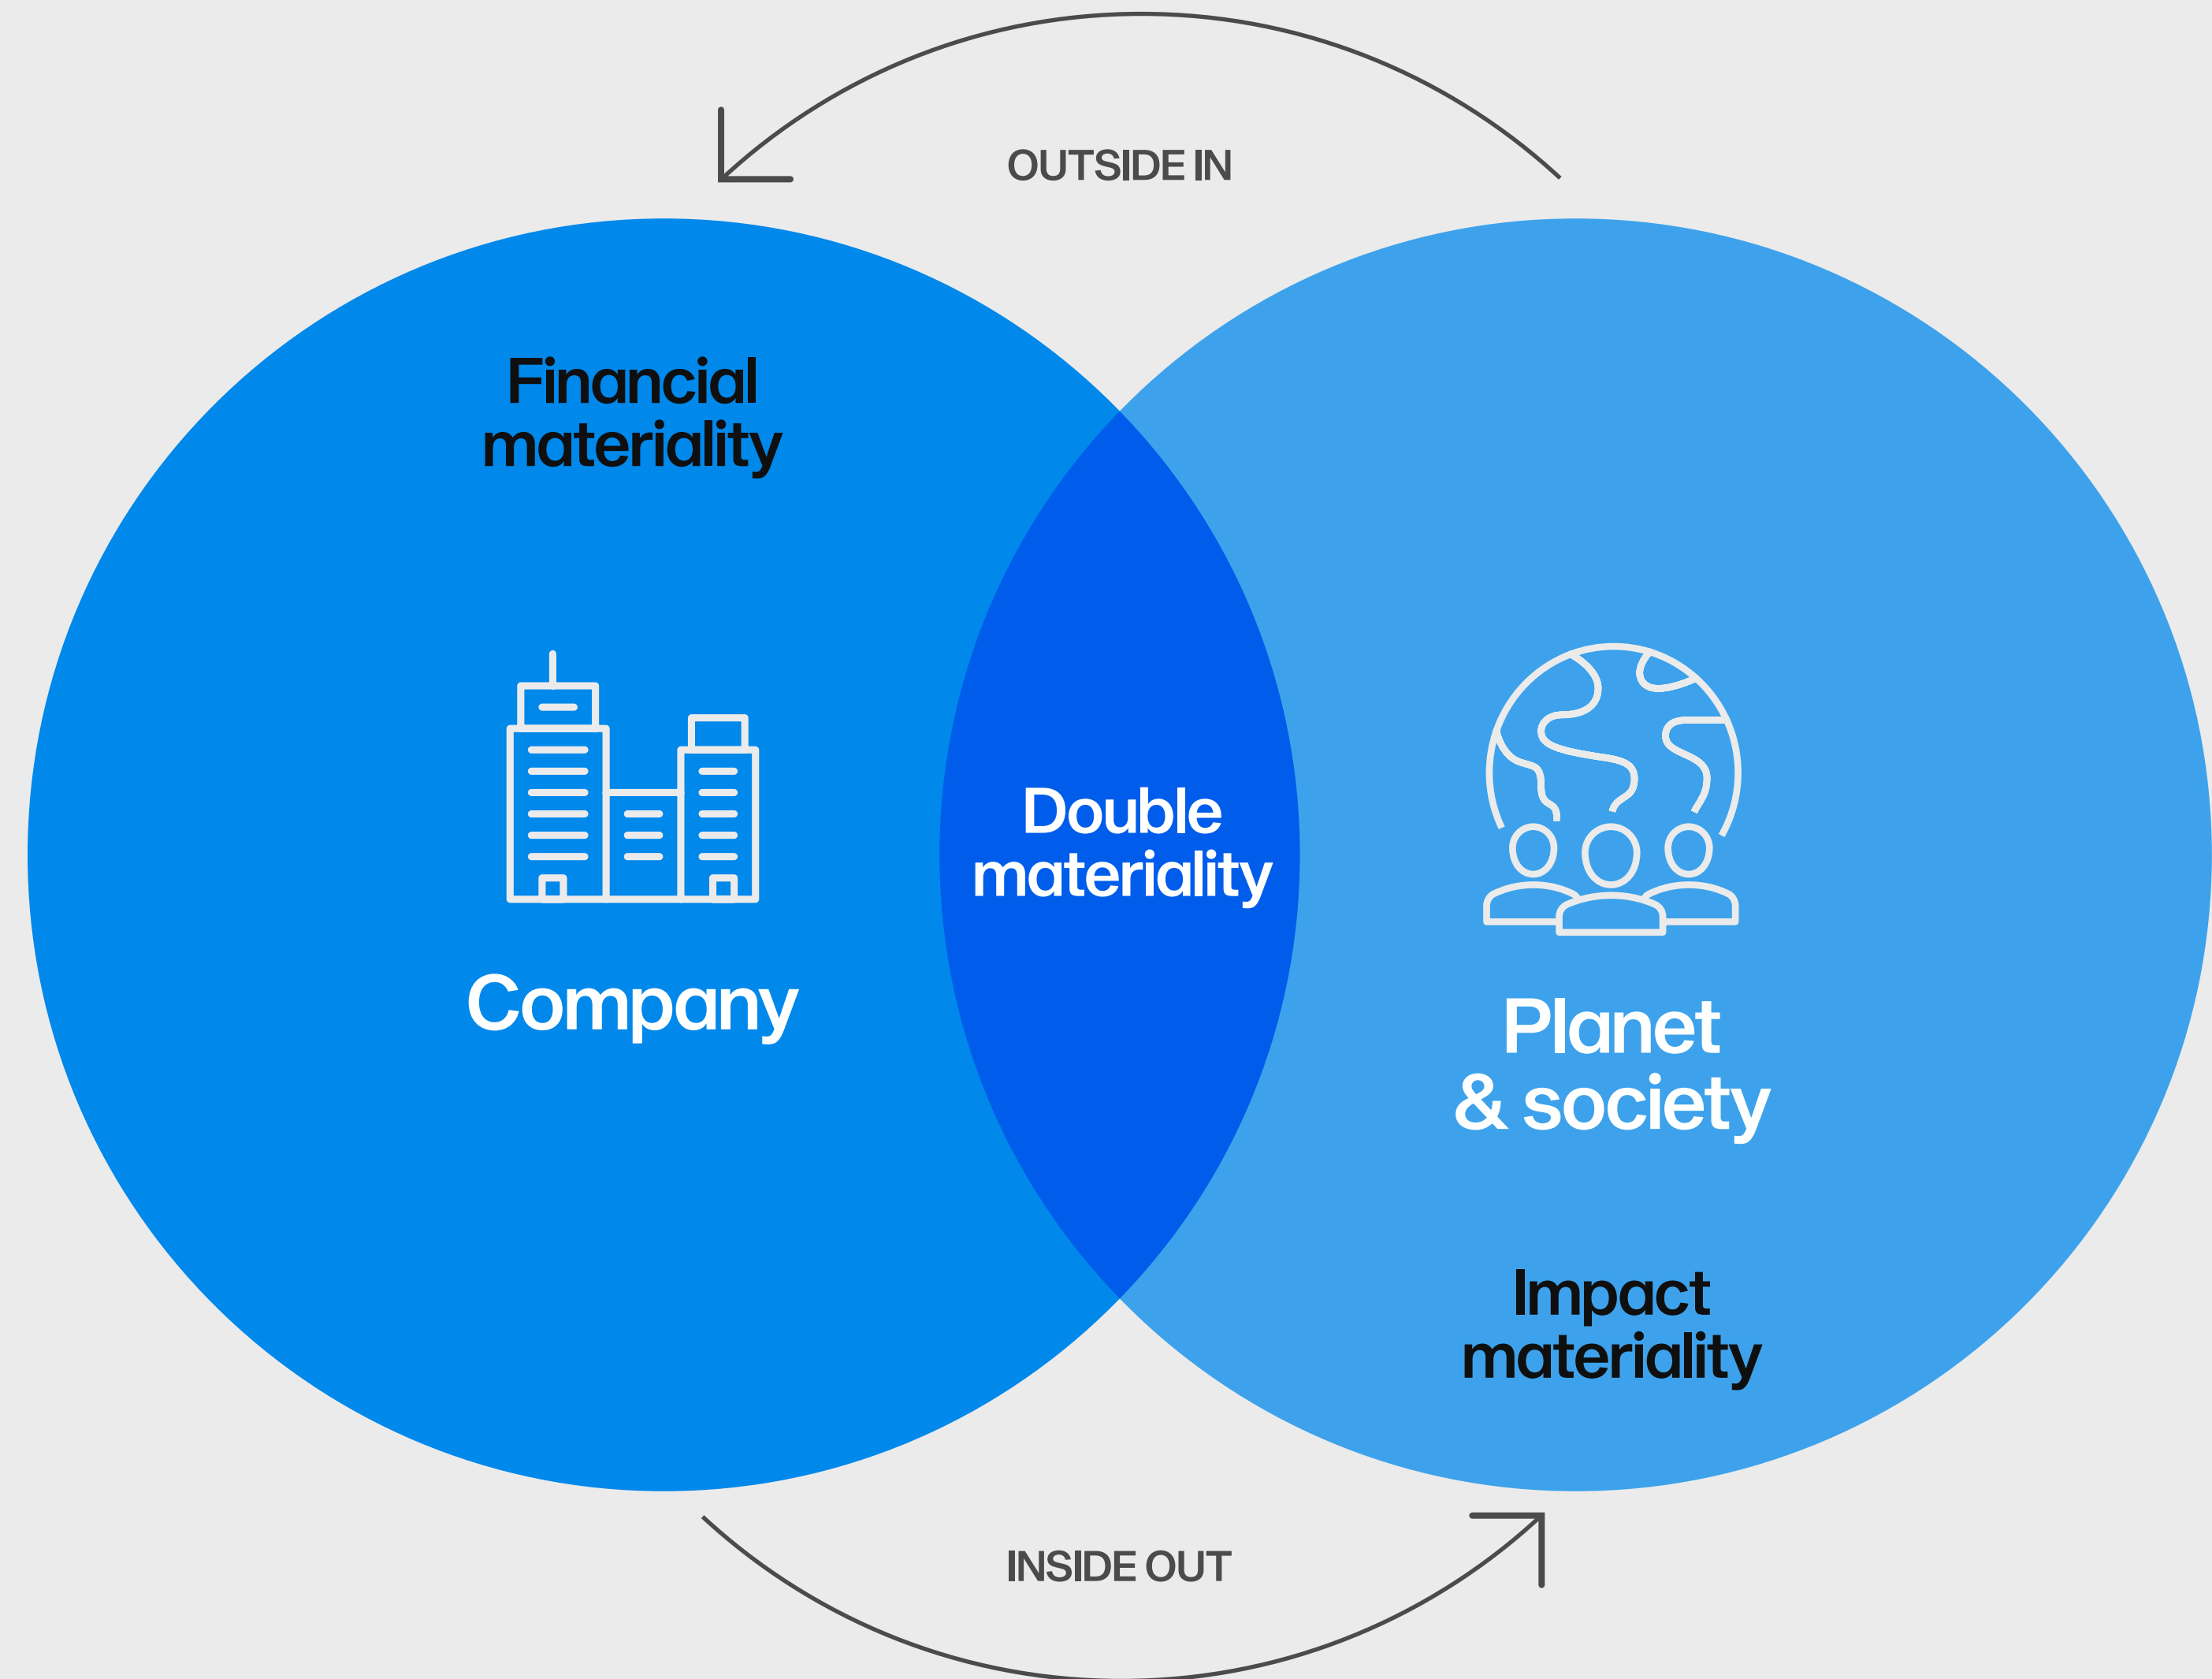 OUTSIDE IN
Financial
materiality
Company
Double
materiality
Planet
& society
Impact
materiality
INSIDE OUT